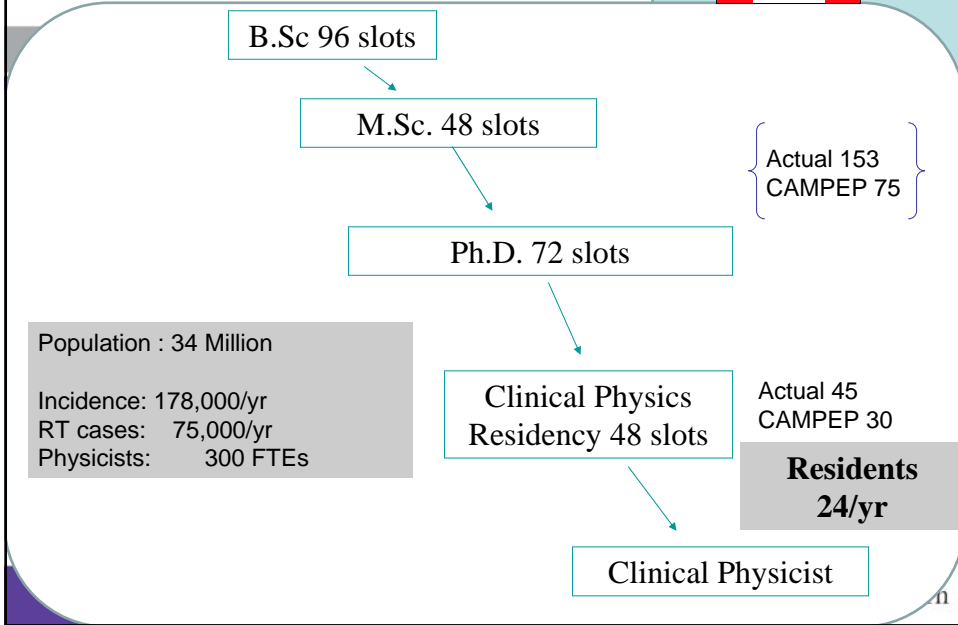 B.Sc 96 slots
M.Sc. 48 slots
Actual 153
CAMPEP 75
Ph.D. 72 slots
Population : 34 Million
Incidence: 178,000/yr
RT cases: 75,000/yr
Physicists: 300 FTEs
Clinical Physics
Residency 48 slots
Actual 45
CAMPEP 30
Residents
24/yr
Clinical Physicist